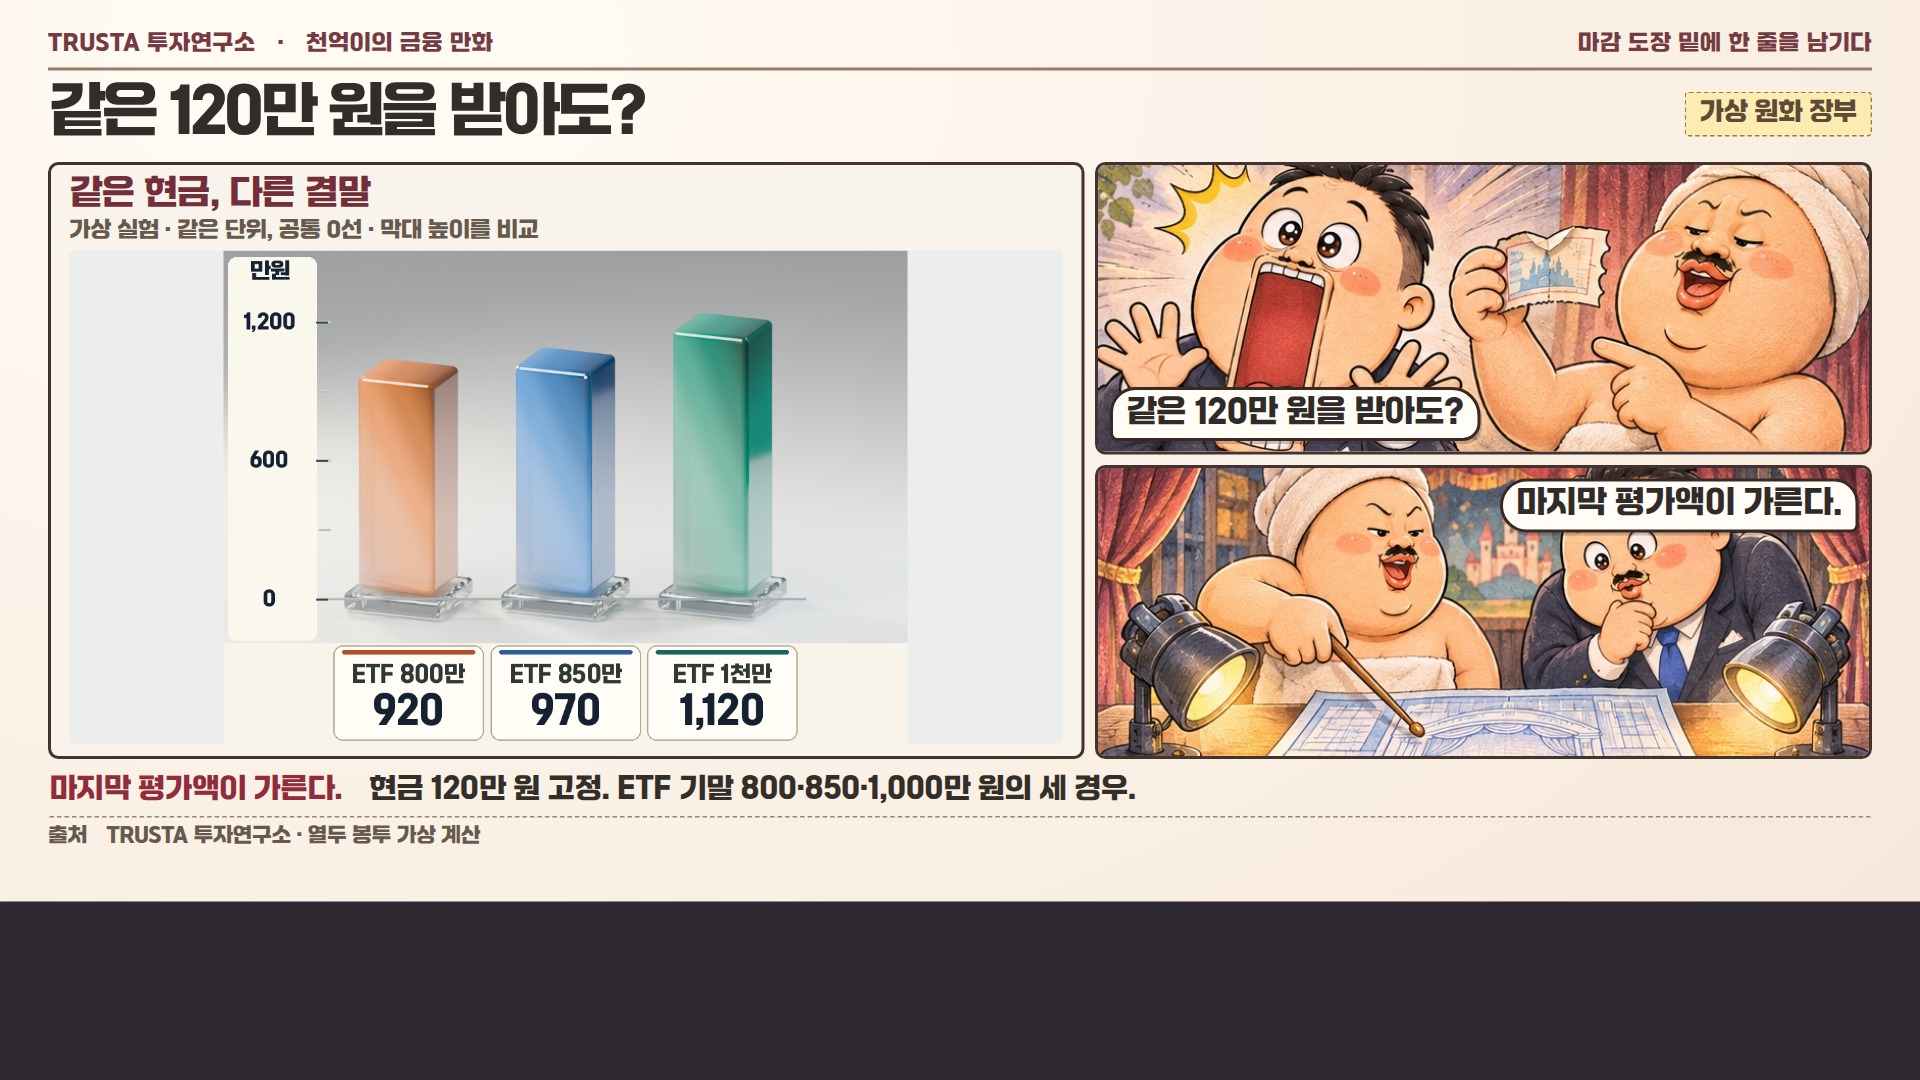 TRUSTA 투자연구소 · 천억이의 금융 만화
마감 도장 밑에 한 줄을 남기다
같은 120만 원을 받아도?
가상 원화 장부
같은 현금, 다른 결말
가상 실험 · 같은 단위, 공통 0선 · 막대 높이를 비교
만원
1,200
600
0
ETF 800만
920
ETF 850만
970
ETF 1천만
1,120
같은 120만 원을 받아도?
마지막 평가액이 가른다.
마지막 평가액이 가른다. 현금 120만 원 고정. ETF 기말 800·850·1,000만 원의 세 경우.
출처 TRUSTA 투자연구소 · 열두 봉투 가상 계산